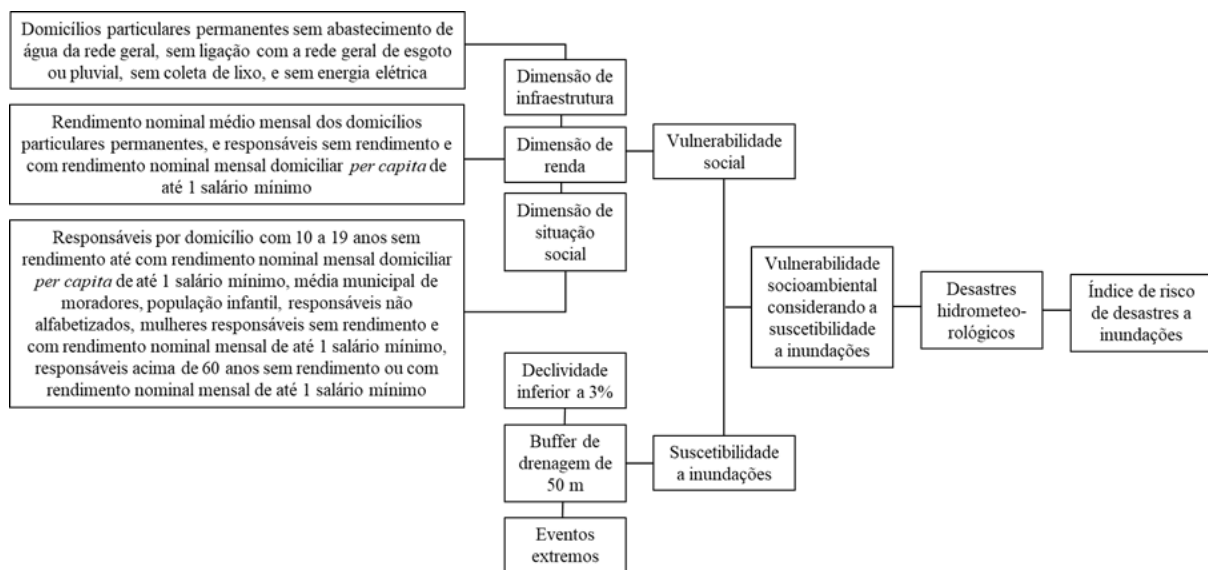 Domicílios particulares permanentes sem abastecimento de
água da rede geral, sem ligação com a rede geral de esgoto
ou pluvial, sem coleta de lixo, e sem energia elétrica
Dimensão de
infraestrutura
Rendimento nominal médio mensal dos domicílios
particulares permanentes, e responsáveis sem rendimento e
com rendimento nominal mensal domiciliar per capita de
até 1 salário mínimo
Dimensão
de renda
Vulnerabilidade
social
Responsáveis por domicílio com 10 a 19 anos sem
rendimento até com rendimento nominal mensal domiciliar
per capita de até 1 salário mínimo, média municipal de
moradores, população infantil, responsáveis não
alfabetizados, mulheres responsáveis sem rendimento e
com rendimento nominal mensal de até 1 salário mínimo,
responsáveis acima de 60 anos sem rendimento ou com
rendimento nominal mensal de até 1 salário mínimo
Dimensão de
situação
social
Vulnerabilidade
socioambiental
considerando a
suscetibilidade
a inundações
Desastres
hidrometeo-
rológicos
Índice de risco
de desastres a
inundações
Declividade
inferior a 3%
Buffer de
drenagem de
50 m
Suscetibilidade
a inundações
Eventos
extremos